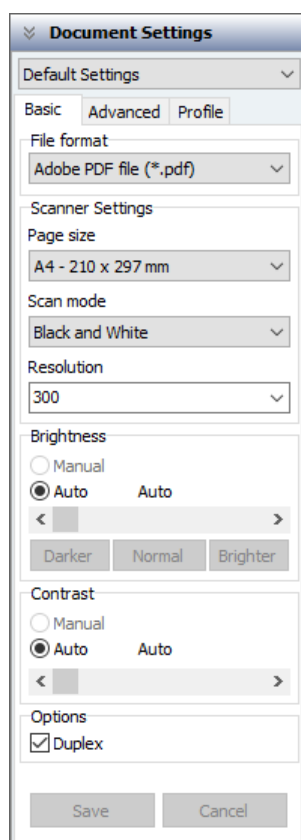 Document Settings
Default Settings
Basic Advanced Profile
File format
Adobe PDF file (*.pdf)
Scanner Settings
Page size
A4 - 210 x 297 mm
Scan mode
Black and White
Resolution
300
Brightness
Manual
Auto Auto
Darker Normal Brighter
Contrast
Manual
Auto Auto
Options
Duplex
Save Cancel